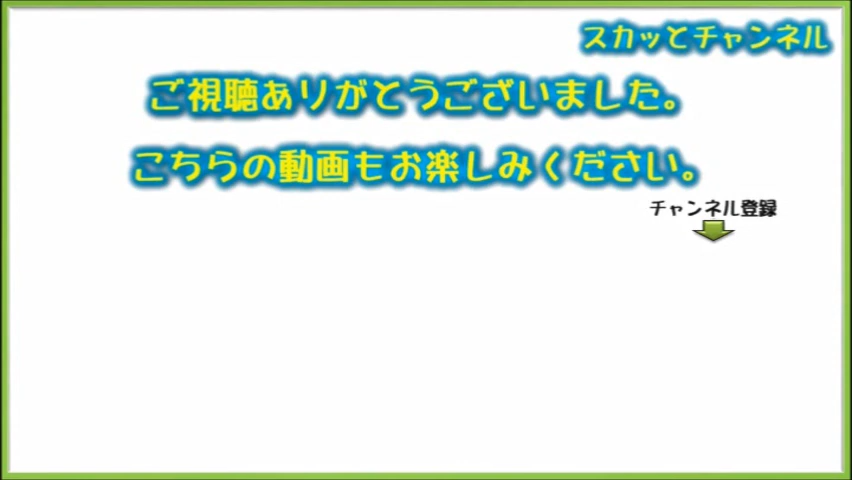 スカッとチャンネル
ご視聴ありがとうございました。
こちらの動画もお楽しみください。
チャンネル登録